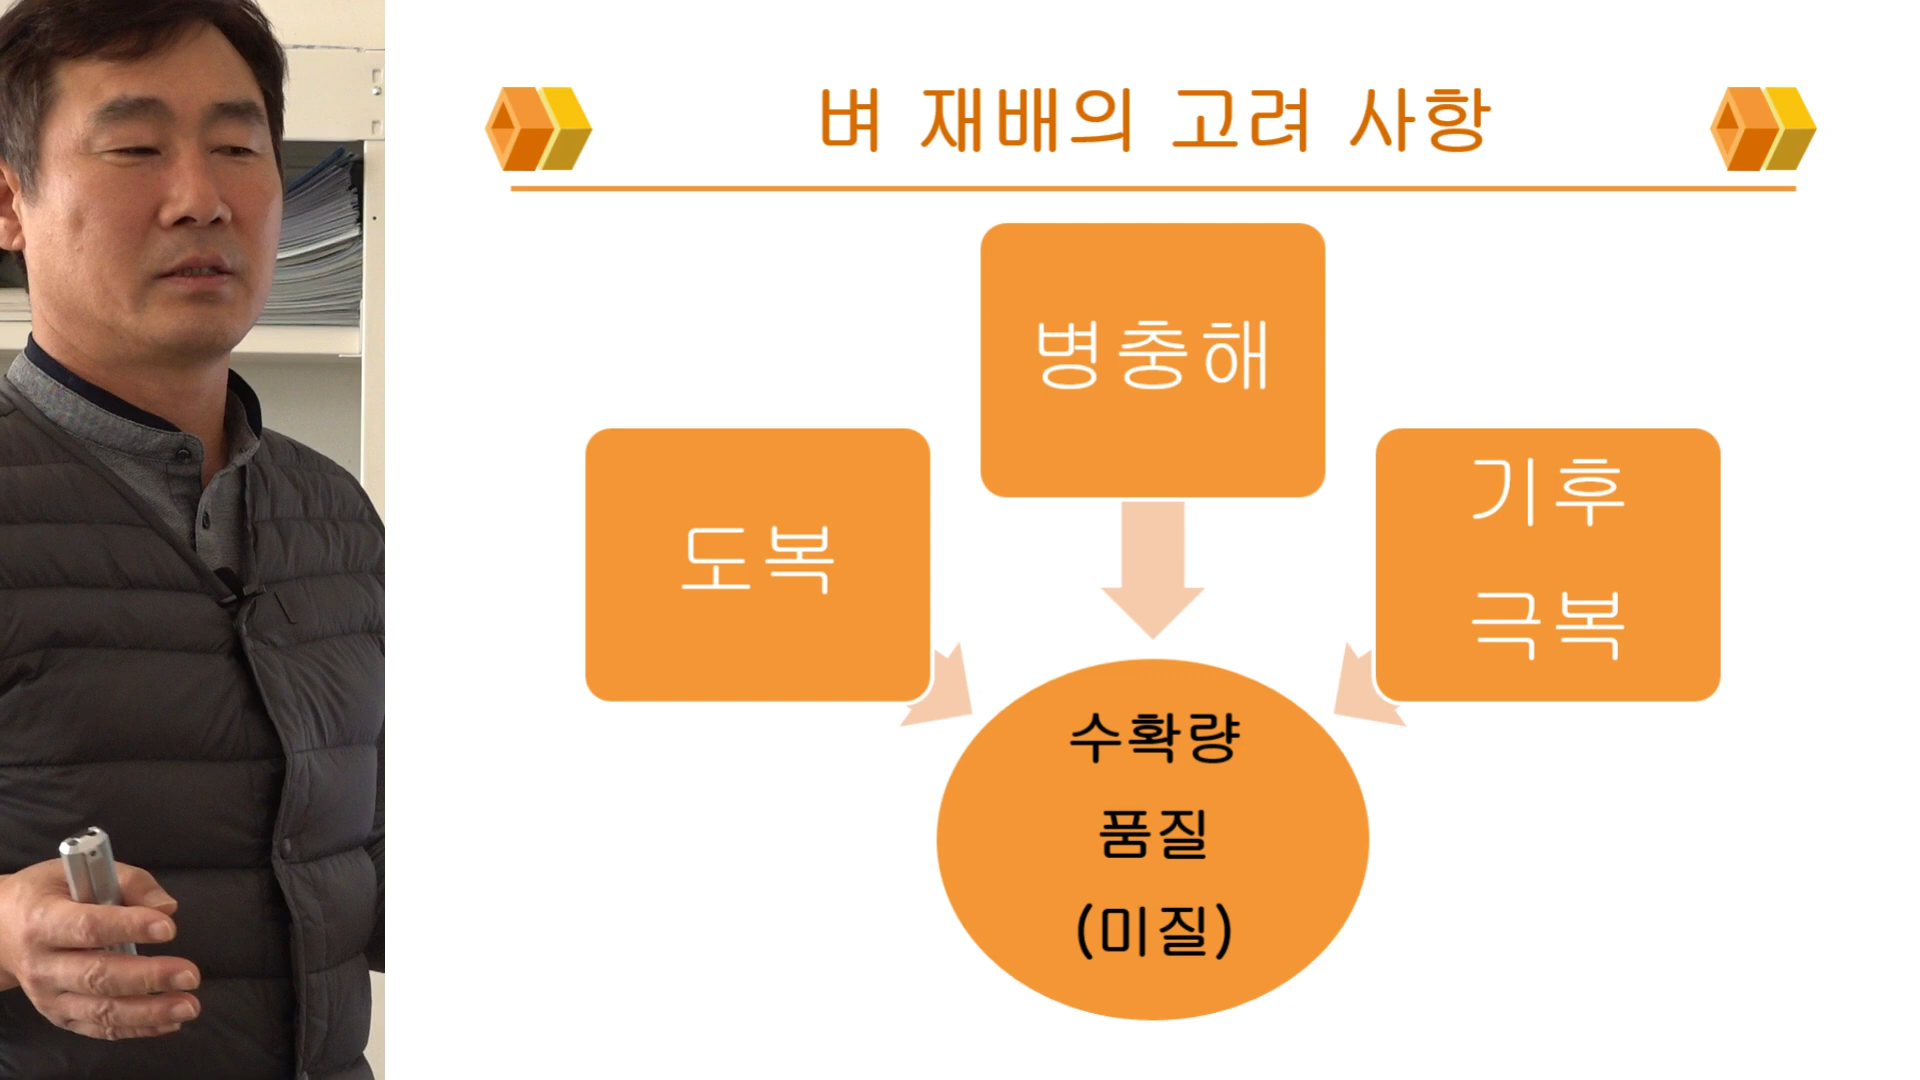 벼 재배의 고려 사항
병충해
도복
기후
극복
수확량
품질
(미질)